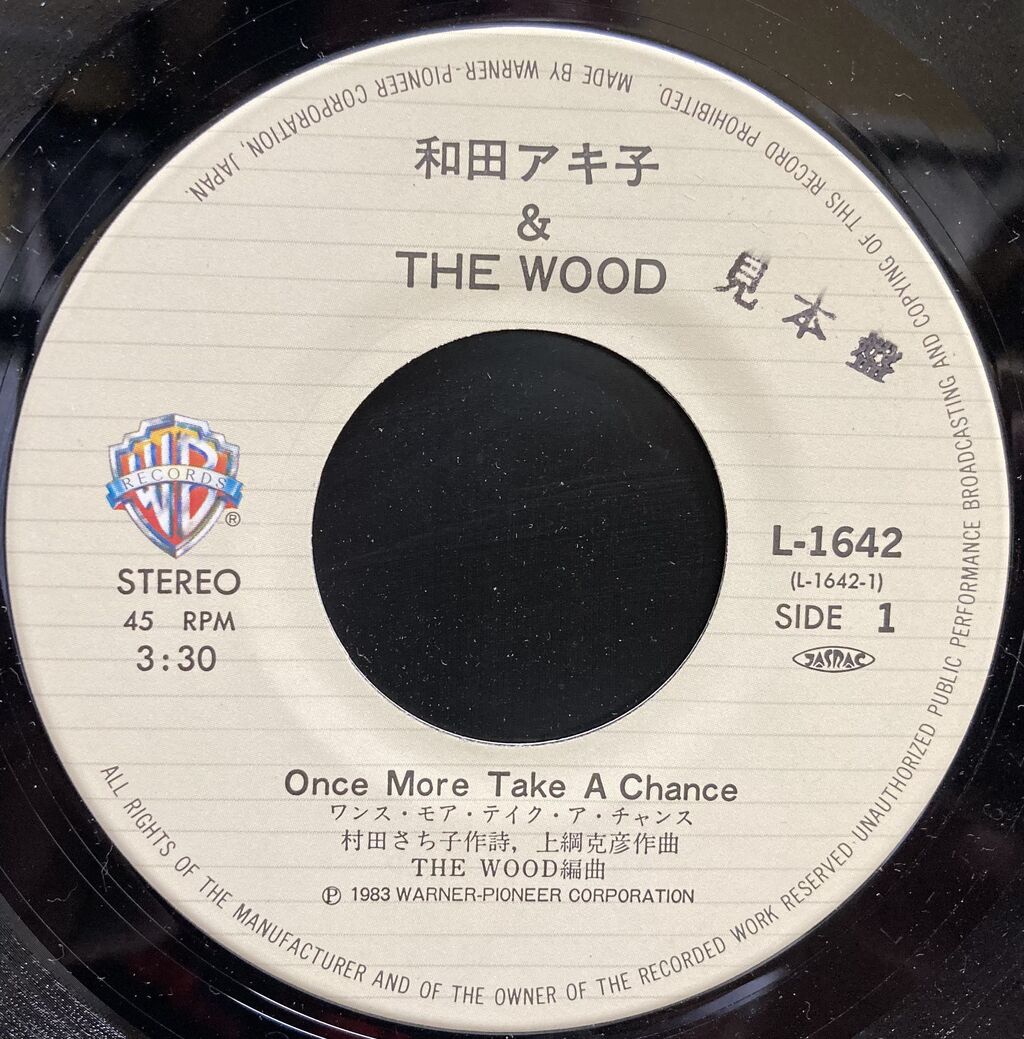 和田アキ子
&
THE WOOD
見本盤
WB
RECORDS
®
STEREO
45 RPM
3:30
L-1642
(L-1642-1)
SIDE 1
JASRAC
Once More Take A Chance
ワンス・モア・テイク・ア・チャンス
村田さち子作詩, 上綱克彦作曲
THE WOOD編曲
Ⓟ 1983 WARNER-PIONEER CORPORATION
ALL RIGHTS OF THE MANUFACTURER AND OF THE OWNER OF THE RECORDED WORK RESERVED·UNAUTHORIZED PUBLIC PERFORMANCE BROADCASTING AND COPYING OF THIS RECORD PROHIBITED. MADE BY WARNER-PIONEER CORPORATION, JAPAN.